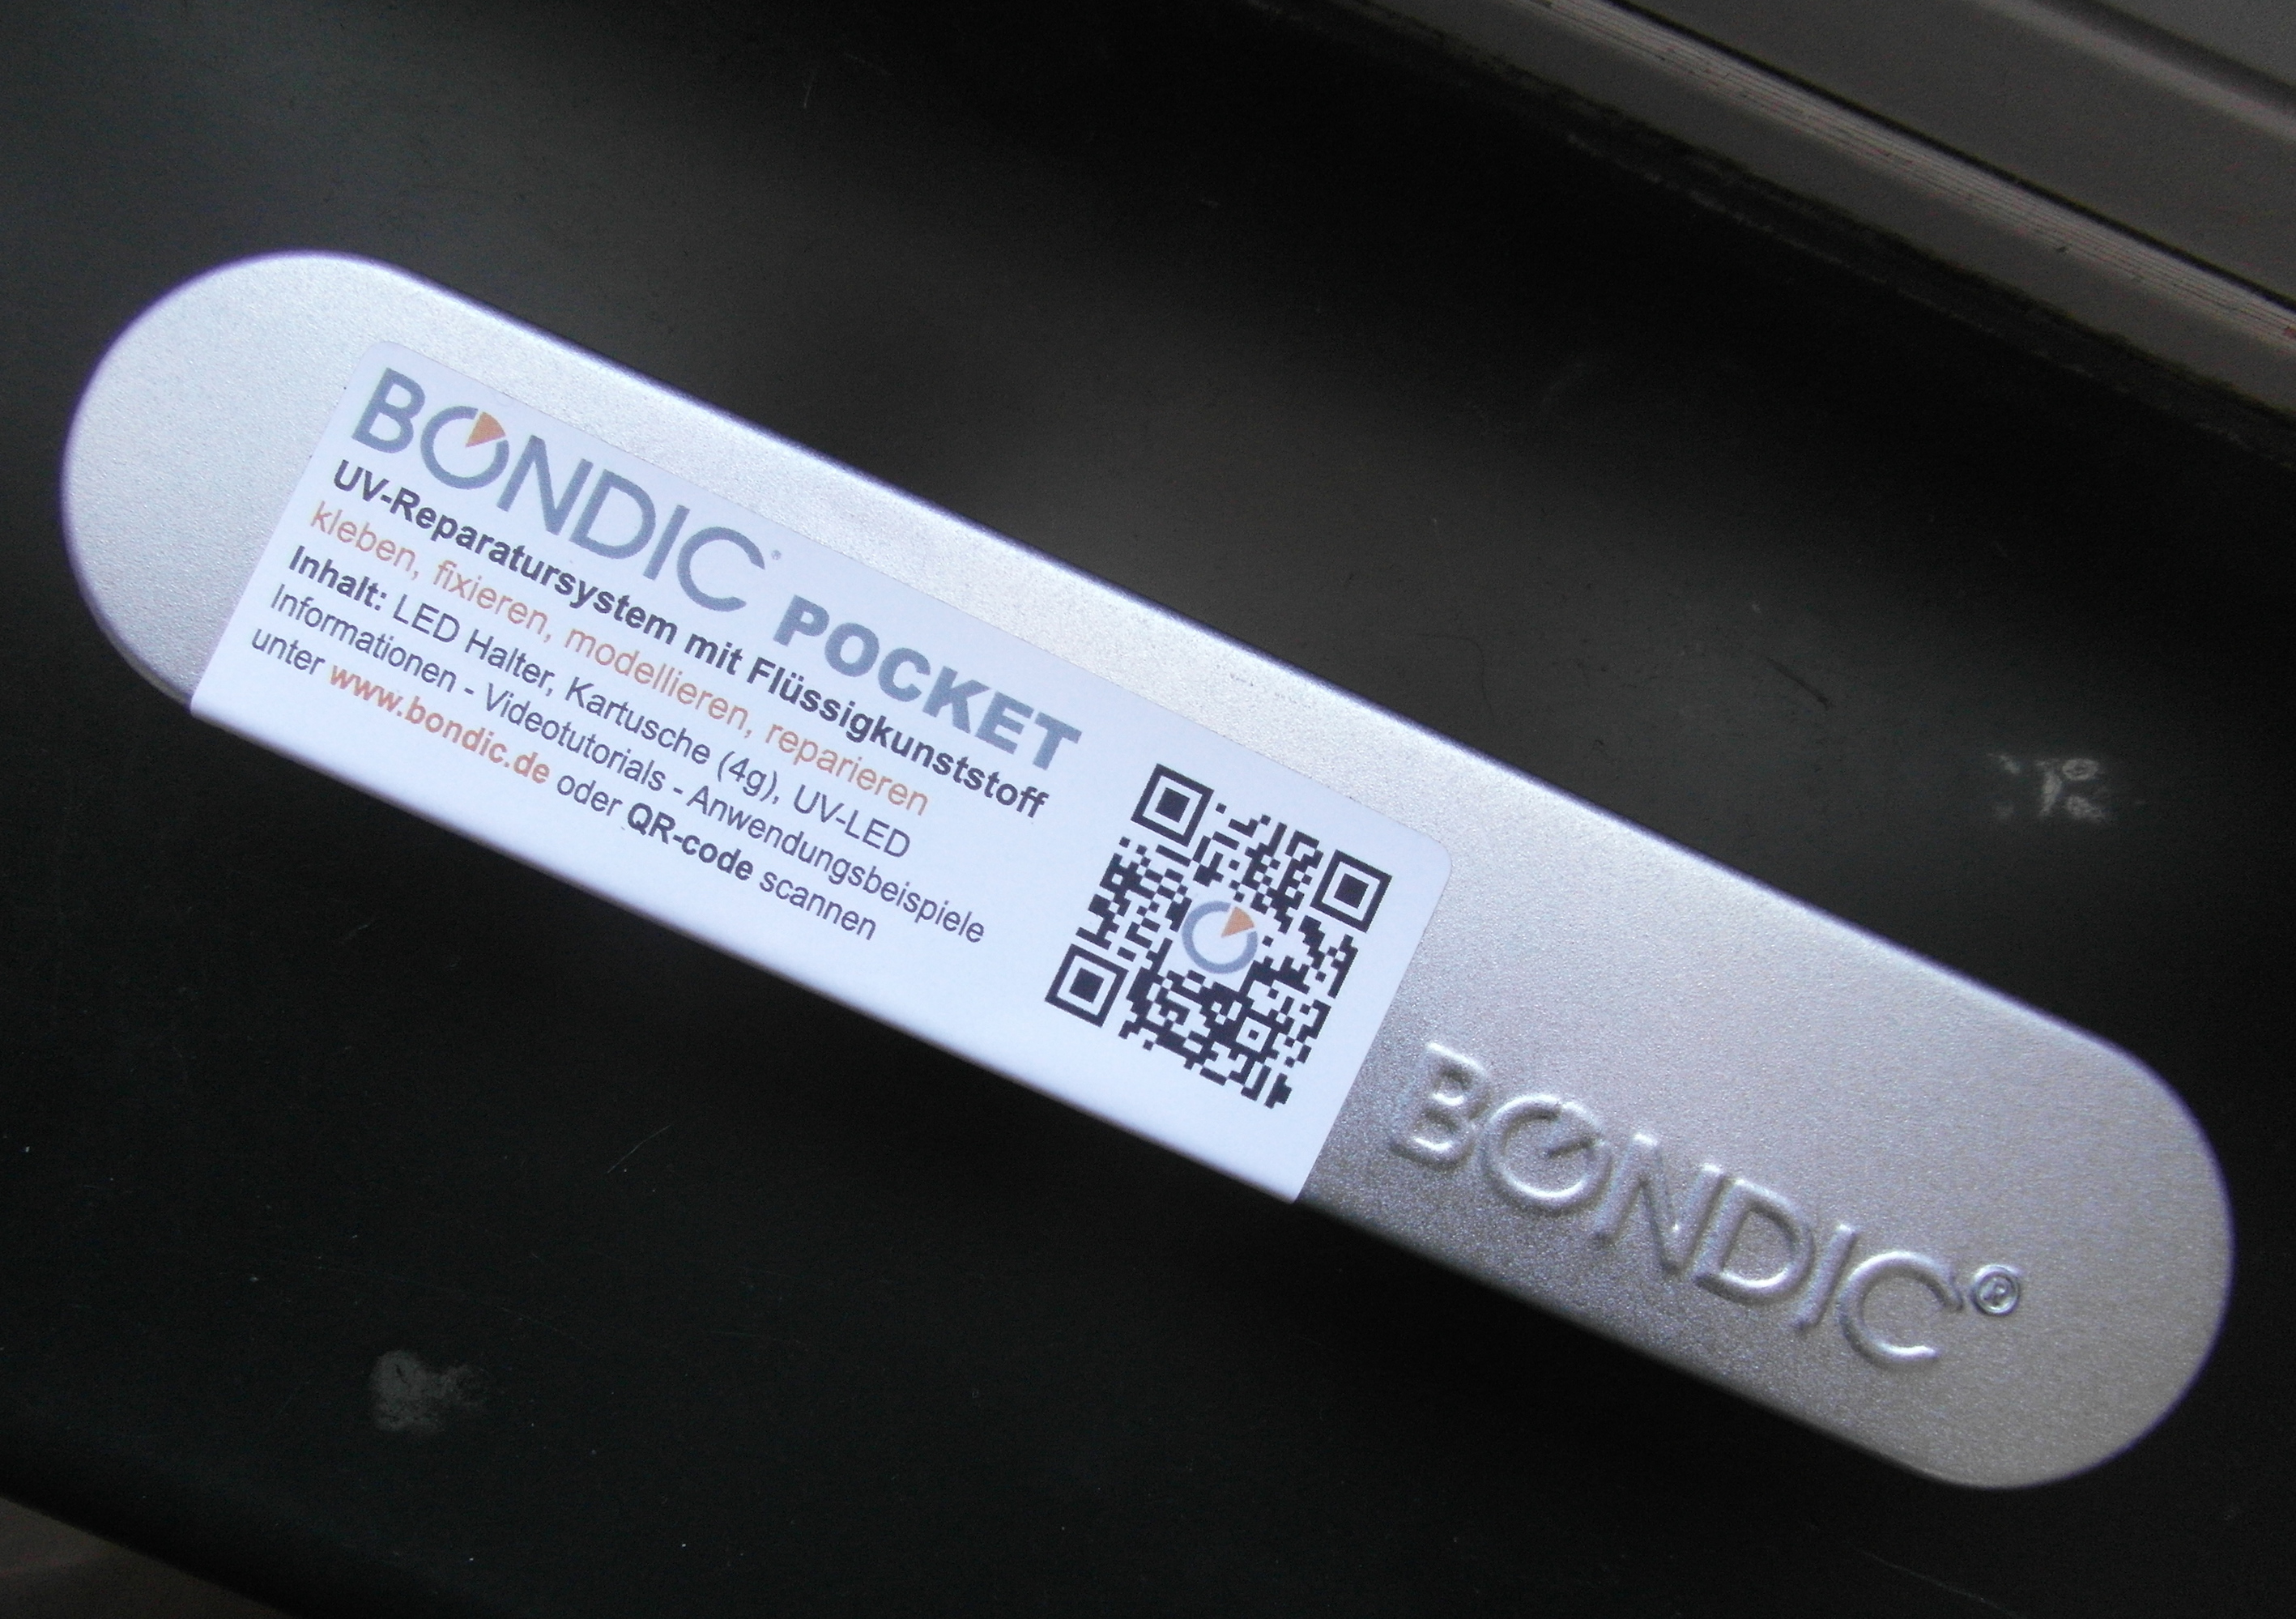 BONDIC® POCKET
UV-Reparatursystem mit Flüssigkunststoff
kleben, fixieren, modellieren, reparieren
Inhalt: LED Halter, Kartusche (4g), UV-LED
Informationen - Videotutorials - Anwendungsbeispiele
unter www.bondic.de oder QR-code scannen
BONDIC®